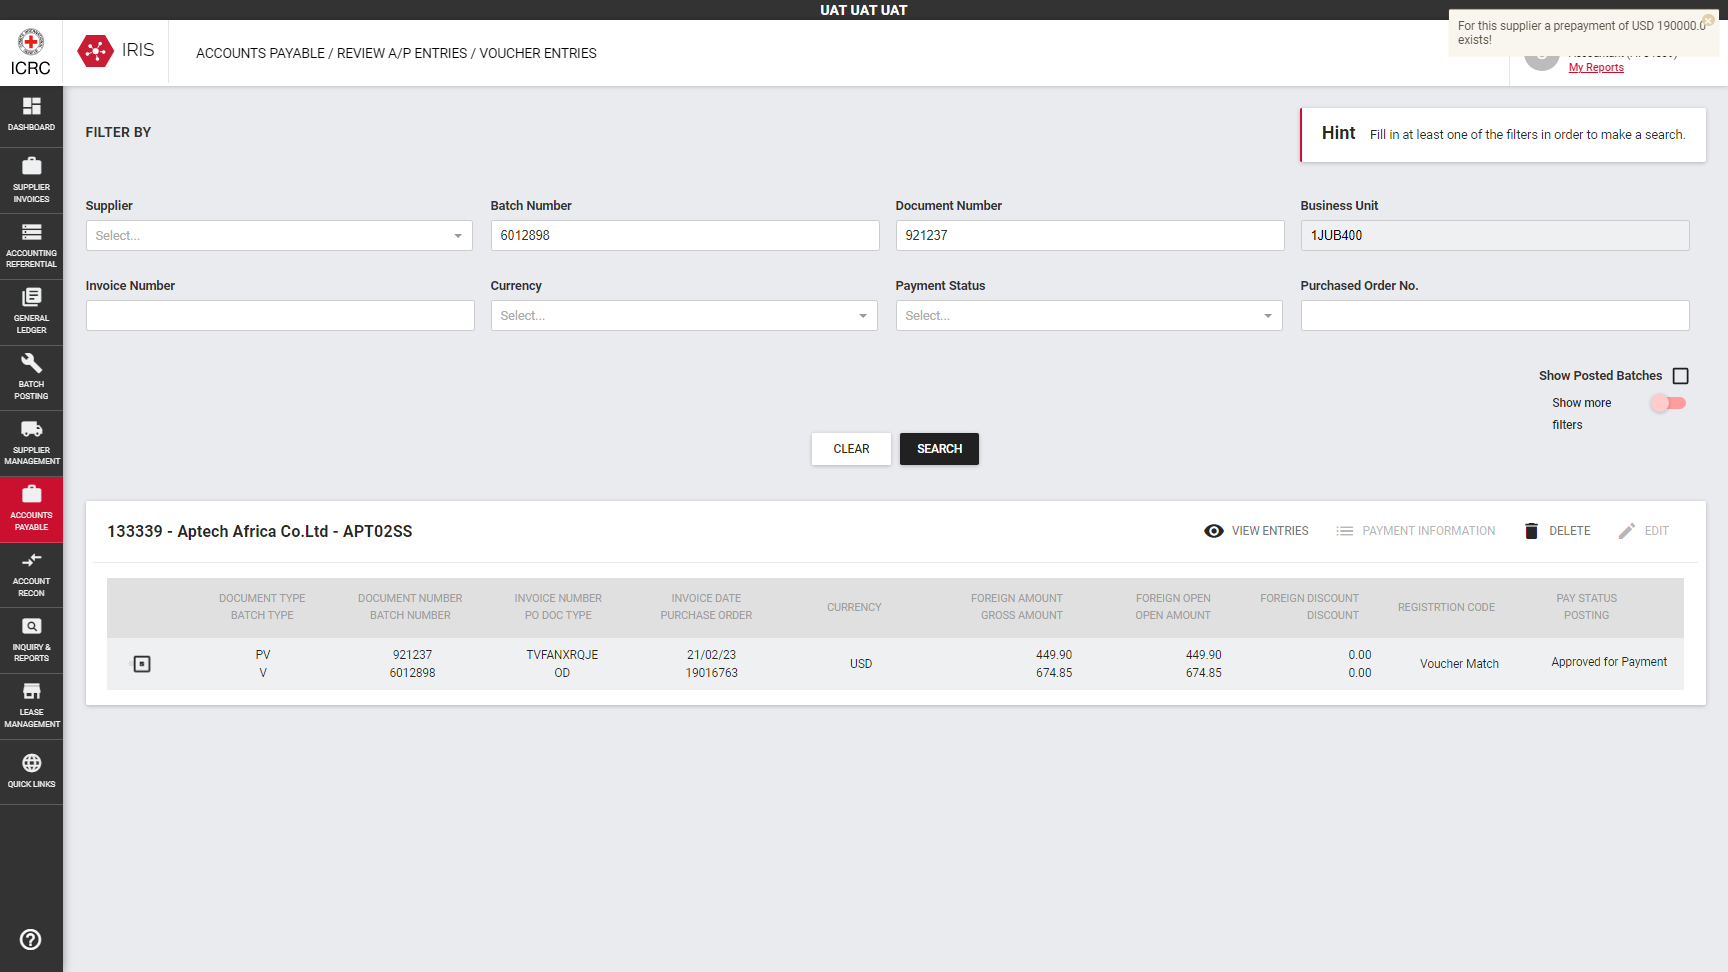 UAT UAT UAT
ICRC
IRIS
ACCOUNTS PAYABLE / REVIEW A/P ENTRIES / VOUCHER ENTRIES
For this supplier a prepayment of USD 190000.0
exists!
My Reports
DASHBOARD
SUPPLIER
INVOICES
ACCOUNTING
REFERENTIAL
GENERAL
LEDGER
BATCH
POSTING
SUPPLIER
MANAGEMENT
ACCOUNTS
PAYABLE
ACCOUNT
RECON
INQUIRY &
REPORTS
LEASE
MANAGEMENT
QUICK LINKS
FILTER BY
Hint Fill in at least one of the filters in order to make a search.
Supplier Batch Number Document Number Business Unit
Select... 6012898 921237 1JUB400
Invoice Number Currency Payment Status Purchased Order No.
Select... Select...
Show Posted Batches
Show more
filters
CLEAR SEARCH
133339 - Aptech Africa Co.Ltd - APT02SS
VIEW ENTRIES PAYMENT INFORMATION DELETE EDIT
DOCUMENT TYPE DOCUMENT NUMBER INVOICE NUMBER INVOICE DATE CURRENCY FOREIGN AMOUNT FOREIGN OPEN FOREIGN DISCOUNT REGISTRTION CODE PAY STATUS
BATCH TYPE BATCH NUMBER PO DOC TYPE PURCHASE ORDER GROSS AMOUNT OPEN AMOUNT DISCOUNT POSTING
PV 921237 TVFANXRQJE 21/02/23 USD 449.90 449.90 0.00 Voucher Match Approved for Payment
V 6012898 OD 19016763 674.85 674.85 0.00